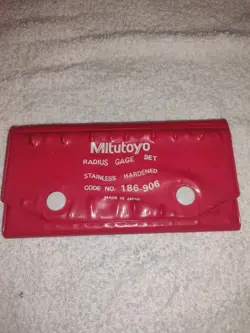 Mitutoyo
RADIUS GAGE SET
STAINLESS HARDENED
CODE NO. 186-906
MADE IN JAPAN